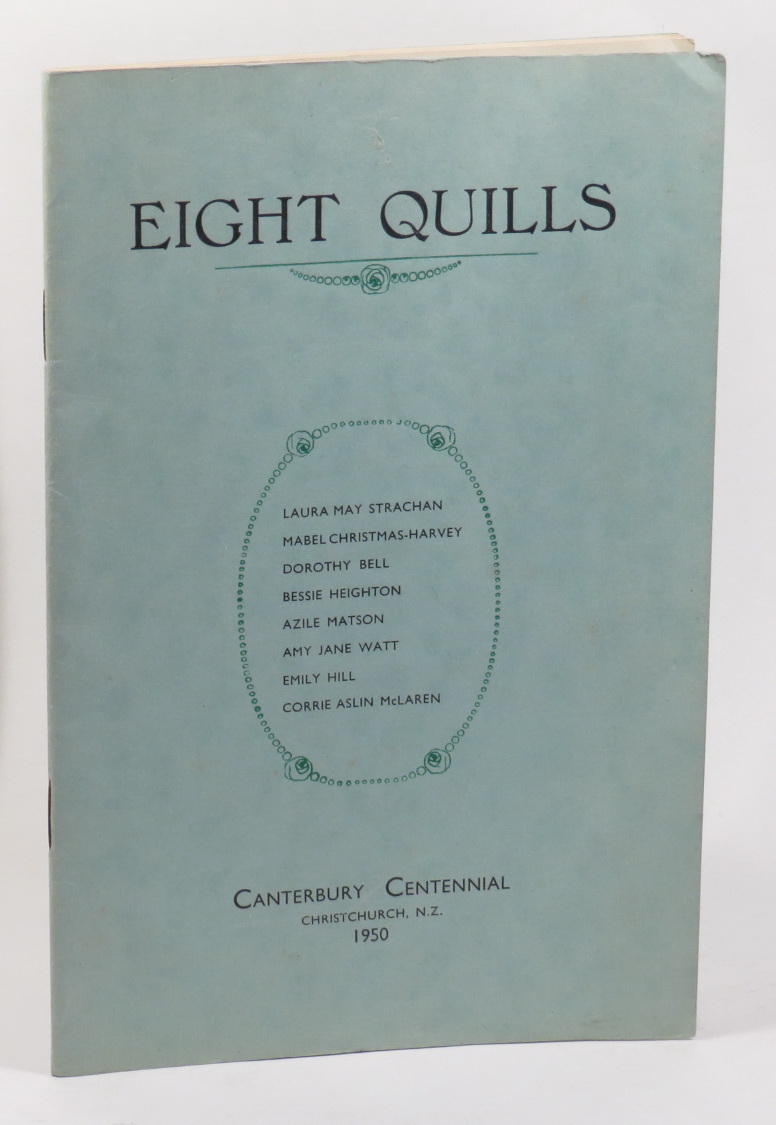 EIGHT QUILLS
LAURA MAY STRACHAN
MABEL CHRISTMAS-HARVEY
DOROTHY BELL
BESSIE HEIGHTON
AZILE MATSON
AMY JANE WATT
EMILY HILL
CORRIE ASLIN McLAREN
CANTERBURY CENTENNIAL
CHRISTCHURCH, N.Z.
1950